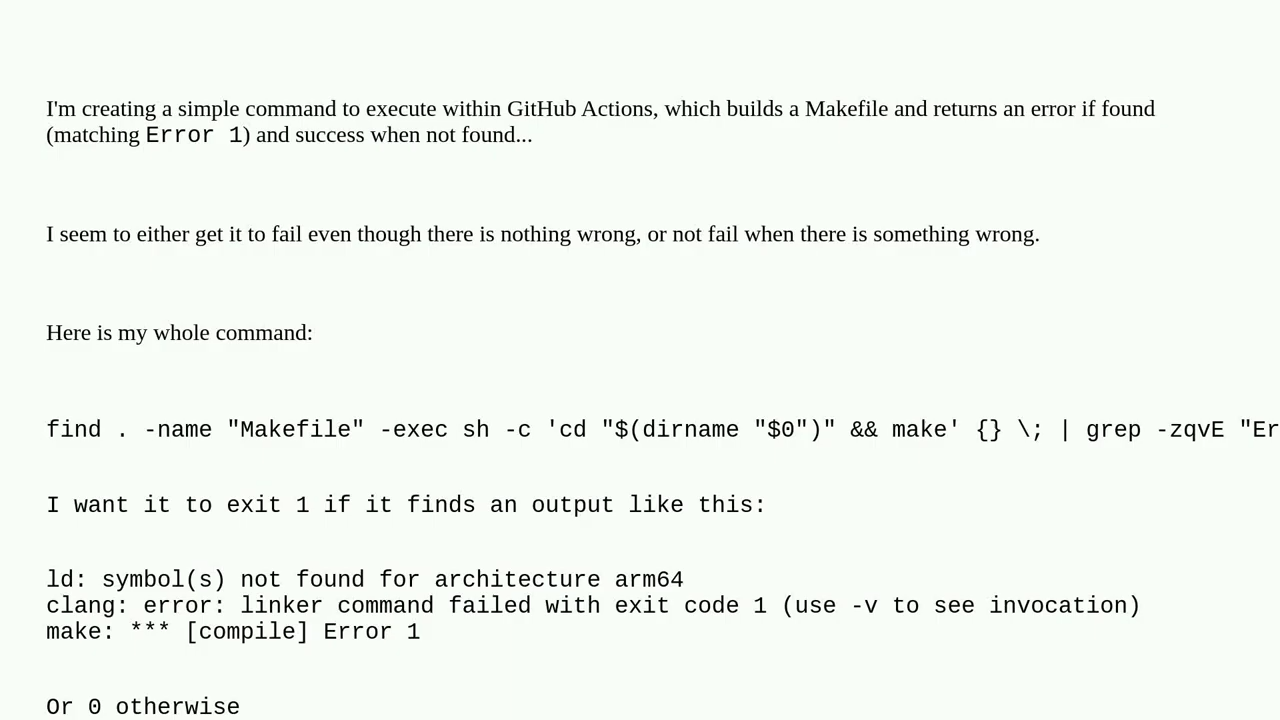 I'm creating a simple command to execute within GitHub Actions, which builds a Makefile and returns an error if found
(matching Error 1) and success when not found...
I seem to either get it to fail even though there is nothing wrong, or not fail when there is something wrong.
Here is my whole command:
find . -name "Makefile" -exec sh -c 'cd "$(dirname "$0")" && make' {} \; | grep -zqvE "Er
I want it to exit 1 if it finds an output like this:
ld: symbol(s) not found for architecture arm64
clang: error: linker command failed with exit code 1 (use -v to see invocation)
make: *** [compile] Error 1
Or 0 otherwise